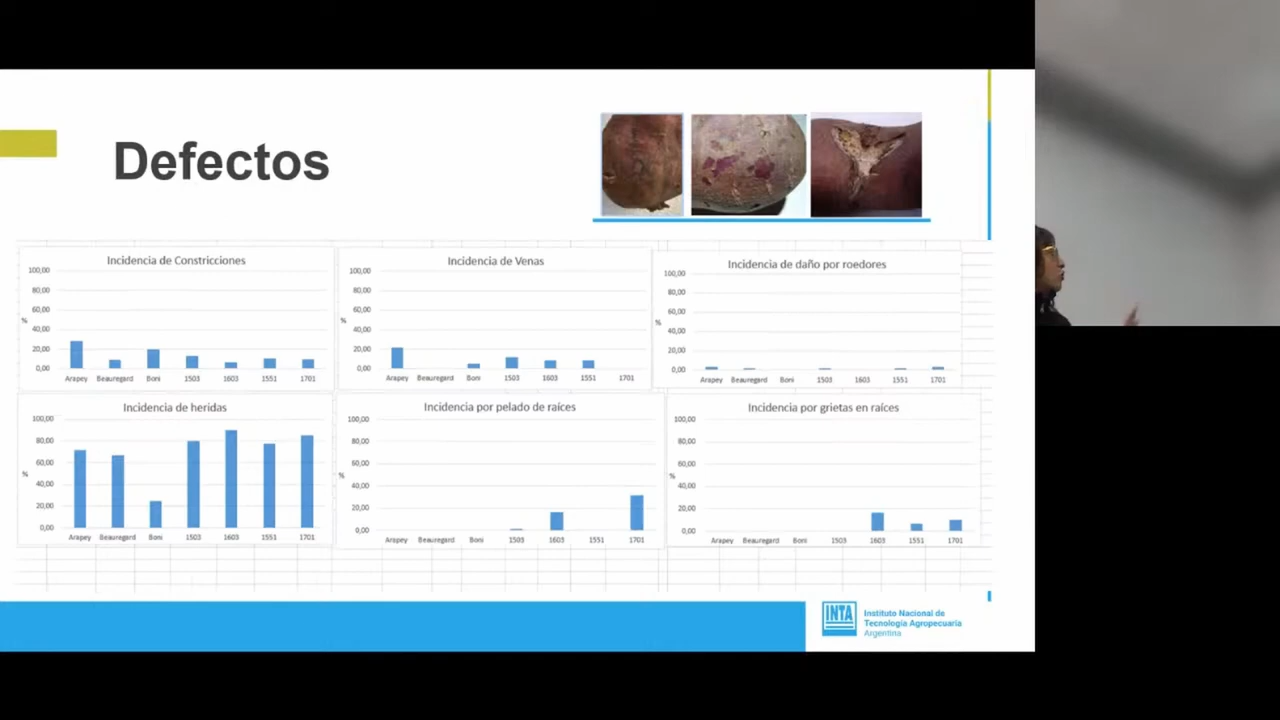 Defectos
Incidencia de Constricciones
100,00
80,00
60,00
40,00
20,00
0,00
%
Arapey Beauregard Boni 1503 1603 1551 1701
Incidencia de Venas
100,00
80,00
60,00
40,00
20,00
0,00
%
Arapey Beauregard Boni 1503 1603 1551 1701
Incidencia de daño por roedores
100,00
80,00
60,00
40,00
20,00
0,00
%
Arapey Beauregard Boni 1503 1603 1551 1701
Incidencia de heridas
100,00
80,00
60,00
40,00
20,00
0,00
%
Arapey Beauregard Boni 1503 1603 1551 1701
Incidencia por pelado de raíces
100,00
80,00
60,00
40,00
20,00
0,00
%
Arapey Beauregard Boni 1503 1603 1551 1701
Incidencia por grietas en raíces
100,00
80,00
60,00
40,00
20,00
0,00
%
Arapey Beauregard Boni 1503 1603 1551 1701
INTA
Instituto Nacional de
Tecnología Agropecuaria
Argentina